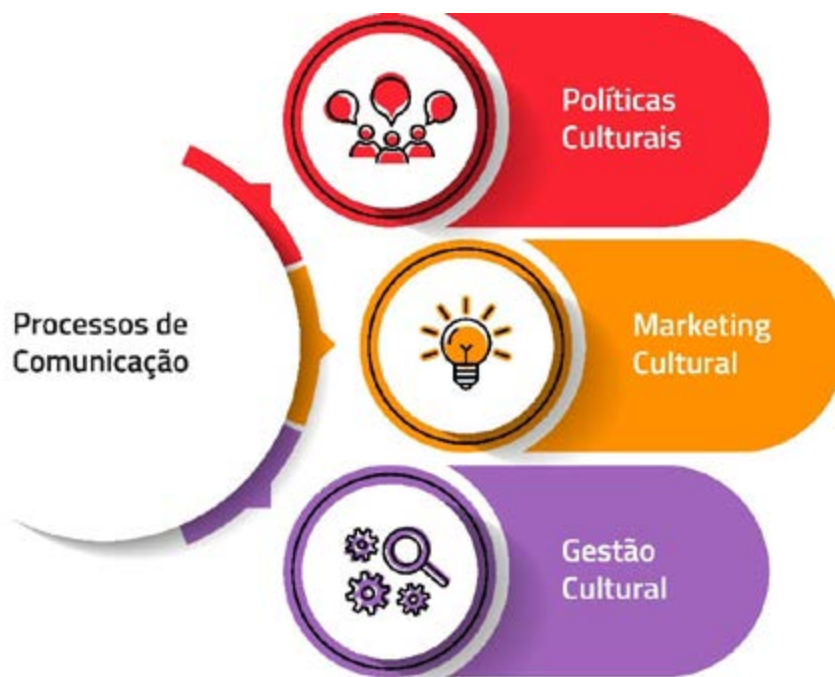 Políticas
Culturais
Processos de
Comunicação
Marketing
Cultural
Gestão
Cultural